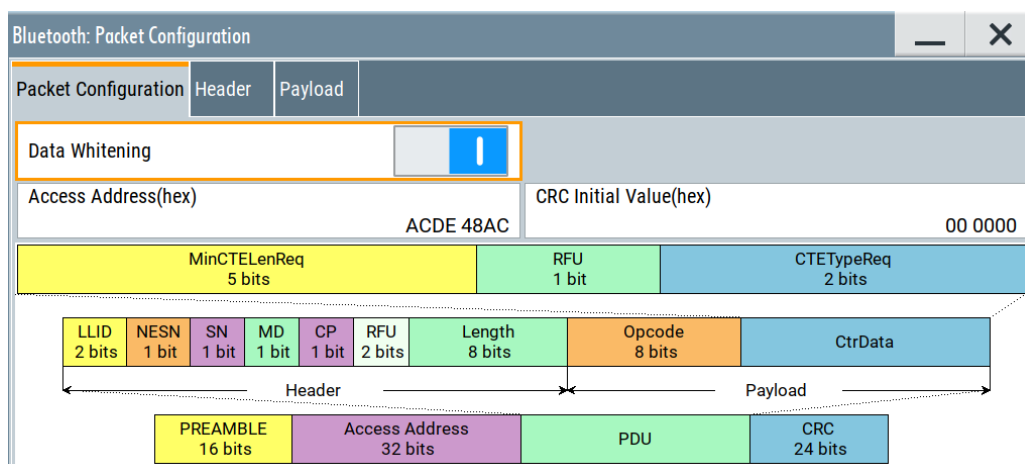 Bluetooth: Packet Configuration
Packet Configuration Header Payload
Data Whitening
Access Address(hex) CRC Initial Value(hex)
ACDE 48AC 00 0000
MinCTELenReq RFU CTETypeReq
5 bits 1 bit 2 bits
LLID NESN SN MD CP RFU Length Opcode CtrData
2 bits 1 bit 1 bit 1 bit 1 bit 2 bits 8 bits 8 bits
Header Payload
PREAMBLE Access Address PDU CRC
16 bits 32 bits 24 bits